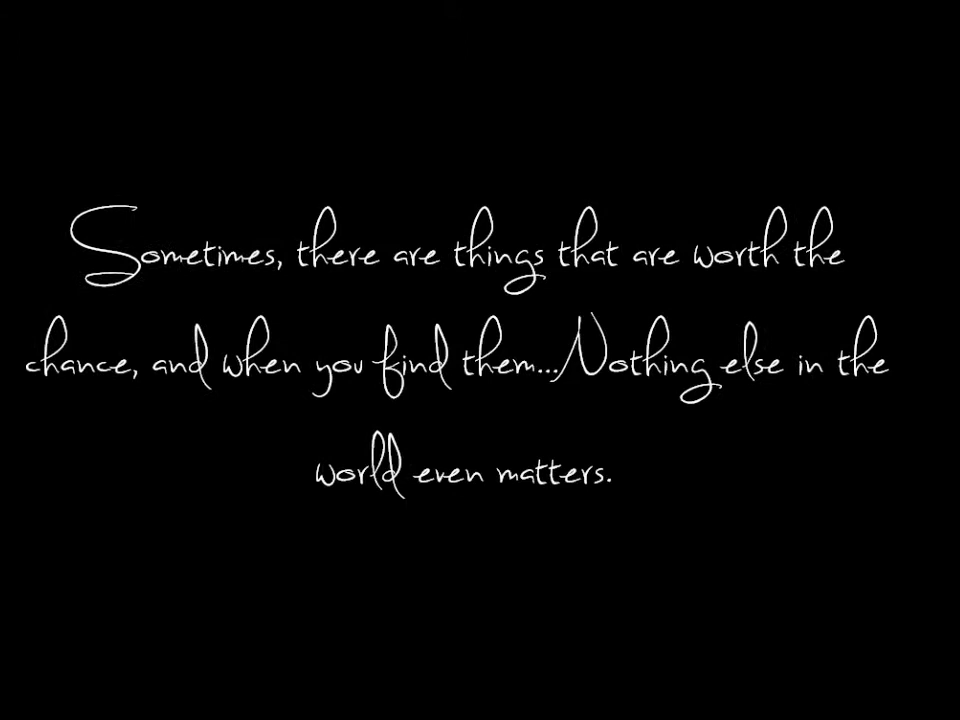 Sometimes, there are things that are worth the
chance, and when you find them...Nothing else in the
world even matters.